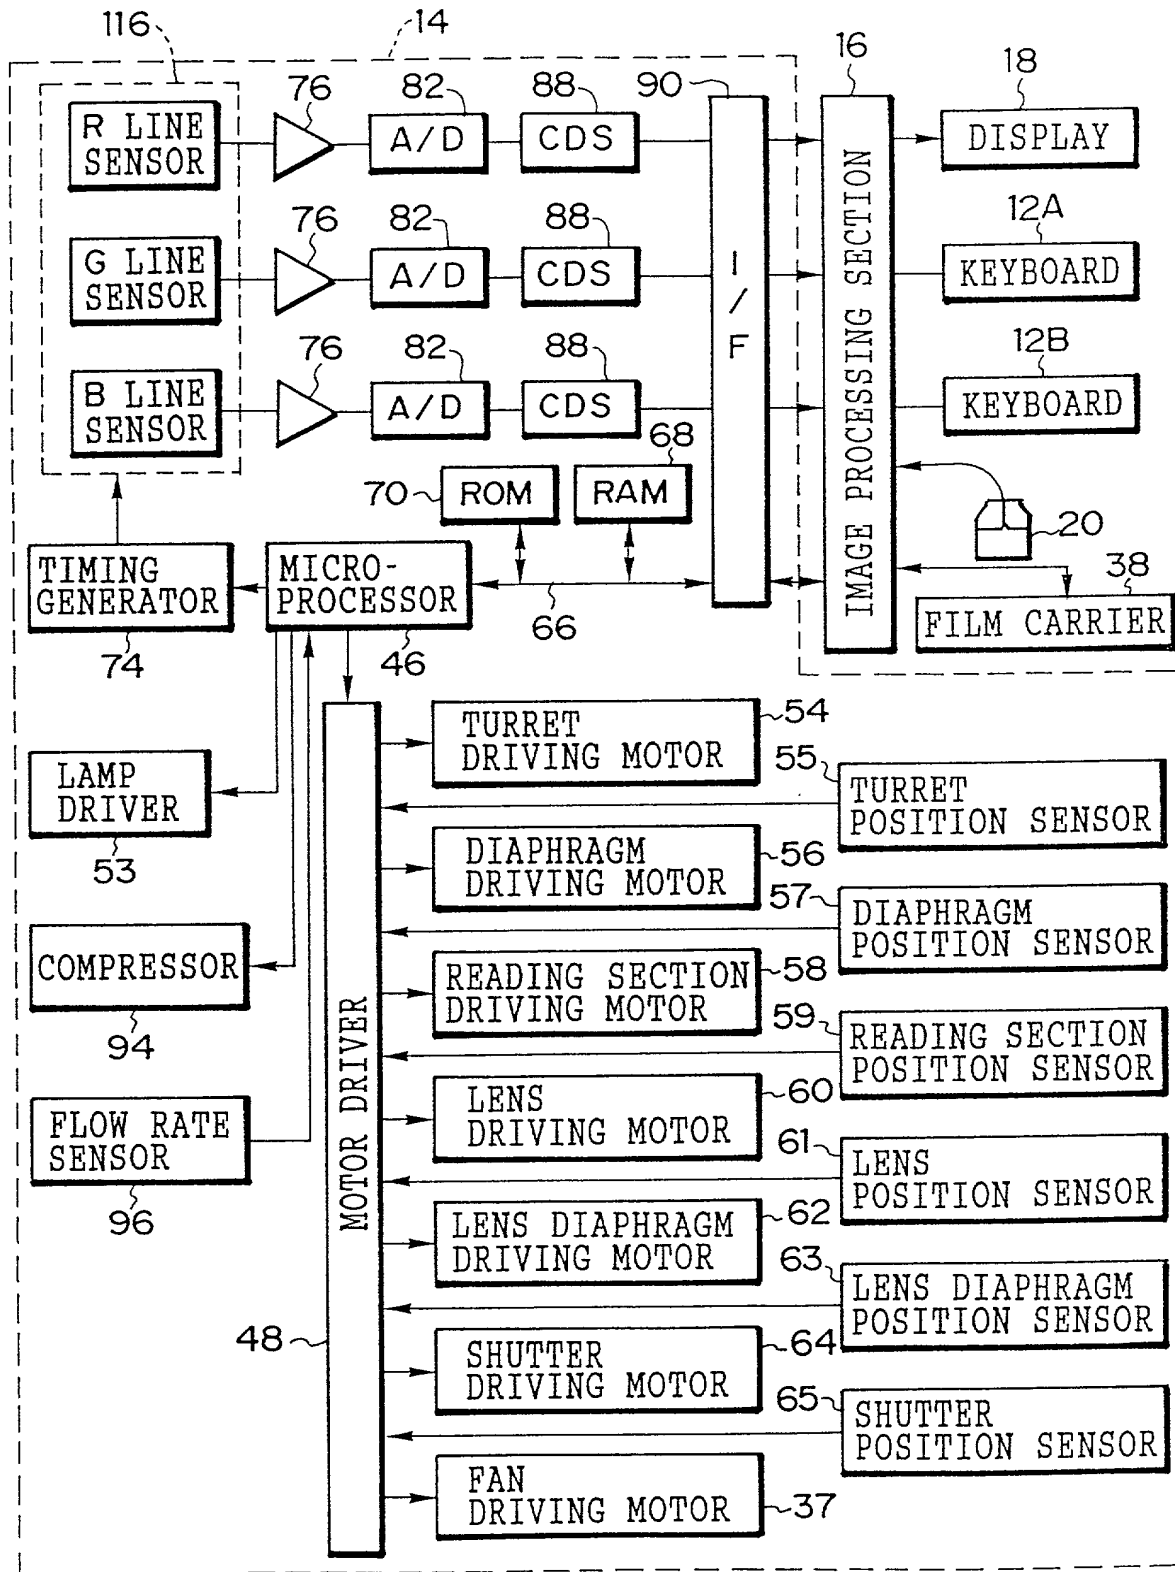 116
14
16
18
R LINE
SENSOR
76
82
A/D
88
CDS
90
DISPLAY
G LINE
SENSOR
76
82
A/D
88
CDS
I/F
IMAGE PROCESSING SECTION
12A
KEYBOARD
B LINE
SENSOR
76
82
A/D
88
CDS
12B
KEYBOARD
70
ROM
68
RAM
20
TIMING
GENERATOR
74
MICRO-
PROCESSOR
46
66
38
FILM CARRIER
LAMP
DRIVER
53
COMPRESSOR
94
FLOW RATE
SENSOR
96
48
MOTOR DRIVER
TURRET
DRIVING MOTOR
54
55
TURRET
POSITION SENSOR
DIAPHRAGM
DRIVING MOTOR
56
57
DIAPHRAGM
POSITION SENSOR
READING SECTION
DRIVING MOTOR
58
59
READING SECTION
POSITION SENSOR
LENS
DRIVING MOTOR
60
61
LENS
POSITION SENSOR
LENS DIAPHRAGM
DRIVING MOTOR
62
63
LENS DIAPHRAGM
POSITION SENSOR
SHUTTER
DRIVING MOTOR
64
65
SHUTTER
POSITION SENSOR
FAN
DRIVING MOTOR
37